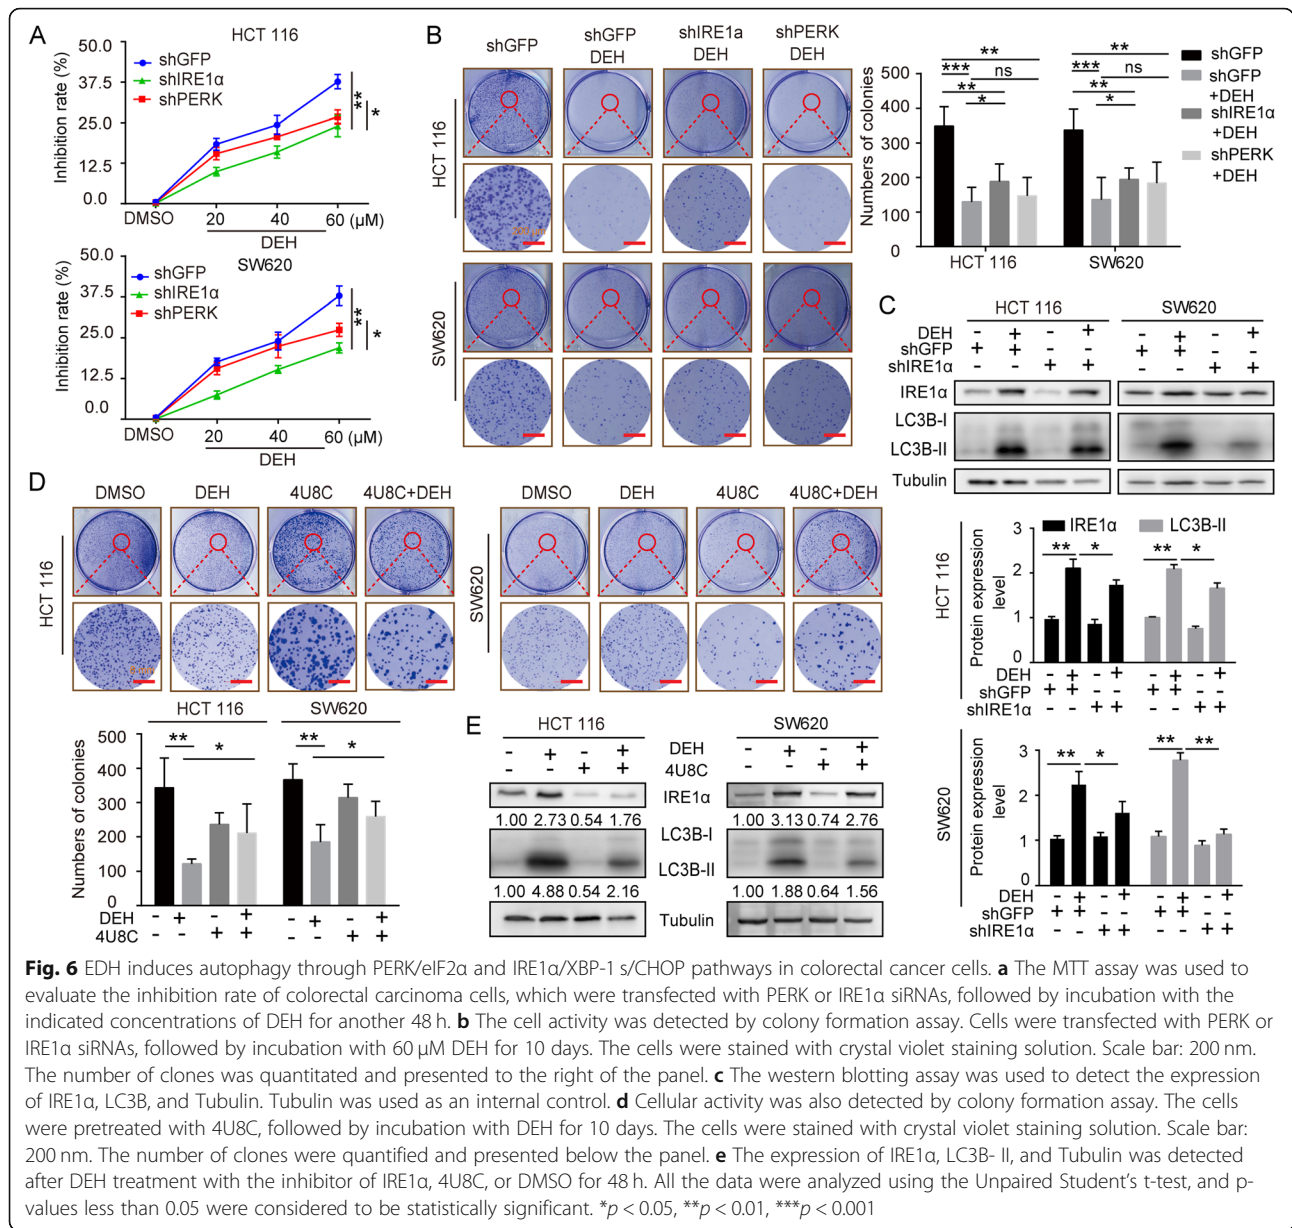 A
HCT 116
Inhibition rate (%)
50.0
37.5
25.0
12.5
0.0
shGFP
shIRE1α
shPERK
**
*
DMSO 20 40 60 (μM)
DEH
SW620
Inhibition rate (%)
50.0
37.5
25.0
12.5
0.0
shGFP
shIRE1α
shPERK
**
*
DMSO 20 40 60 (μM)
DEH
B
shGFP shGFP DEH shIRE1a DEH shPERK DEH
HCT 116
SW620
Numbers of colonies
500
400
300
200
100
0
** **
*** ns *** ns
** **
* *
HCT 116 SW620
shGFP
shGFP
+DEH
shIRE1α
+DEH
shPERK
+DEH
C
HCT 116 SW620
DEH - + - + - + - +
shGFP + + - - + + - -
shIRE1α - - + + - - + +
IRE1α
LC3B-I
LC3B-II
Tubulin
IRE1α LC3B-II
HCT 116
Protein expression
level
3
2
1
0
** * ** *
DEH - + - + - + - +
shGFP + + - - + + - -
shIRE1α - - + + - - + +
SW620
Protein expression
level
3
2
1
0
** * ** **
DEH - + - + - + - +
shGFP + + - - + + - -
shIRE1α - - + + - - + +
D
DMSO DEH 4U8C 4U8C+DEH
HCT 116
DMSO DEH 4U8C 4U8C+DEH
SW620
HCT 116 SW620
Numbers of colonies
500
400
300
200
100
0
** * ** *
DEH - + - + - + - +
4U8C - - + + - - + +
E
HCT 116 SW620
- + - + DEH - + - +
- - + + 4U8C - - + +
IRE1α
1.00 2.73 0.54 1.76 1.00 3.13 0.74 2.76
LC3B-I
LC3B-II
1.00 4.88 0.54 2.16 1.00 1.88 0.64 1.56
Tubulin
Fig. 6 EDH induces autophagy through PERK/eIF2α and IRE1α/XBP-1 s/CHOP pathways in colorectal cancer cells. a The MTT assay was used to
evaluate the inhibition rate of colorectal carcinoma cells, which were transfected with PERK or IRE1α siRNAs, followed by incubation with the
indicated concentrations of DEH for another 48 h. b The cell activity was detected by colony formation assay. Cells were transfected with PERK or
IRE1α siRNAs, followed by incubation with 60 μM DEH for 10 days. The cells were stained with crystal violet staining solution. Scale bar: 200 nm.
The number of clones was quantitated and presented to the right of the panel. c The western blotting assay was used to detect the expression
of IRE1α, LC3B, and Tubulin. Tubulin was used as an internal control. d Cellular activity was also detected by colony formation assay. The cells
were pretreated with 4U8C, followed by incubation with DEH for 10 days. The cells were stained with crystal violet staining solution. Scale bar:
200 nm. The number of clones were quantified and presented below the panel. e The expression of IRE1α, LC3B- II, and Tubulin was detected
after DEH treatment with the inhibitor of IRE1α, 4U8C, or DMSO for 48 h. All the data were analyzed using the Unpaired Student's t-test, and p-
values less than 0.05 were considered to be statistically significant. *p < 0.05, **p < 0.01, ***p < 0.001